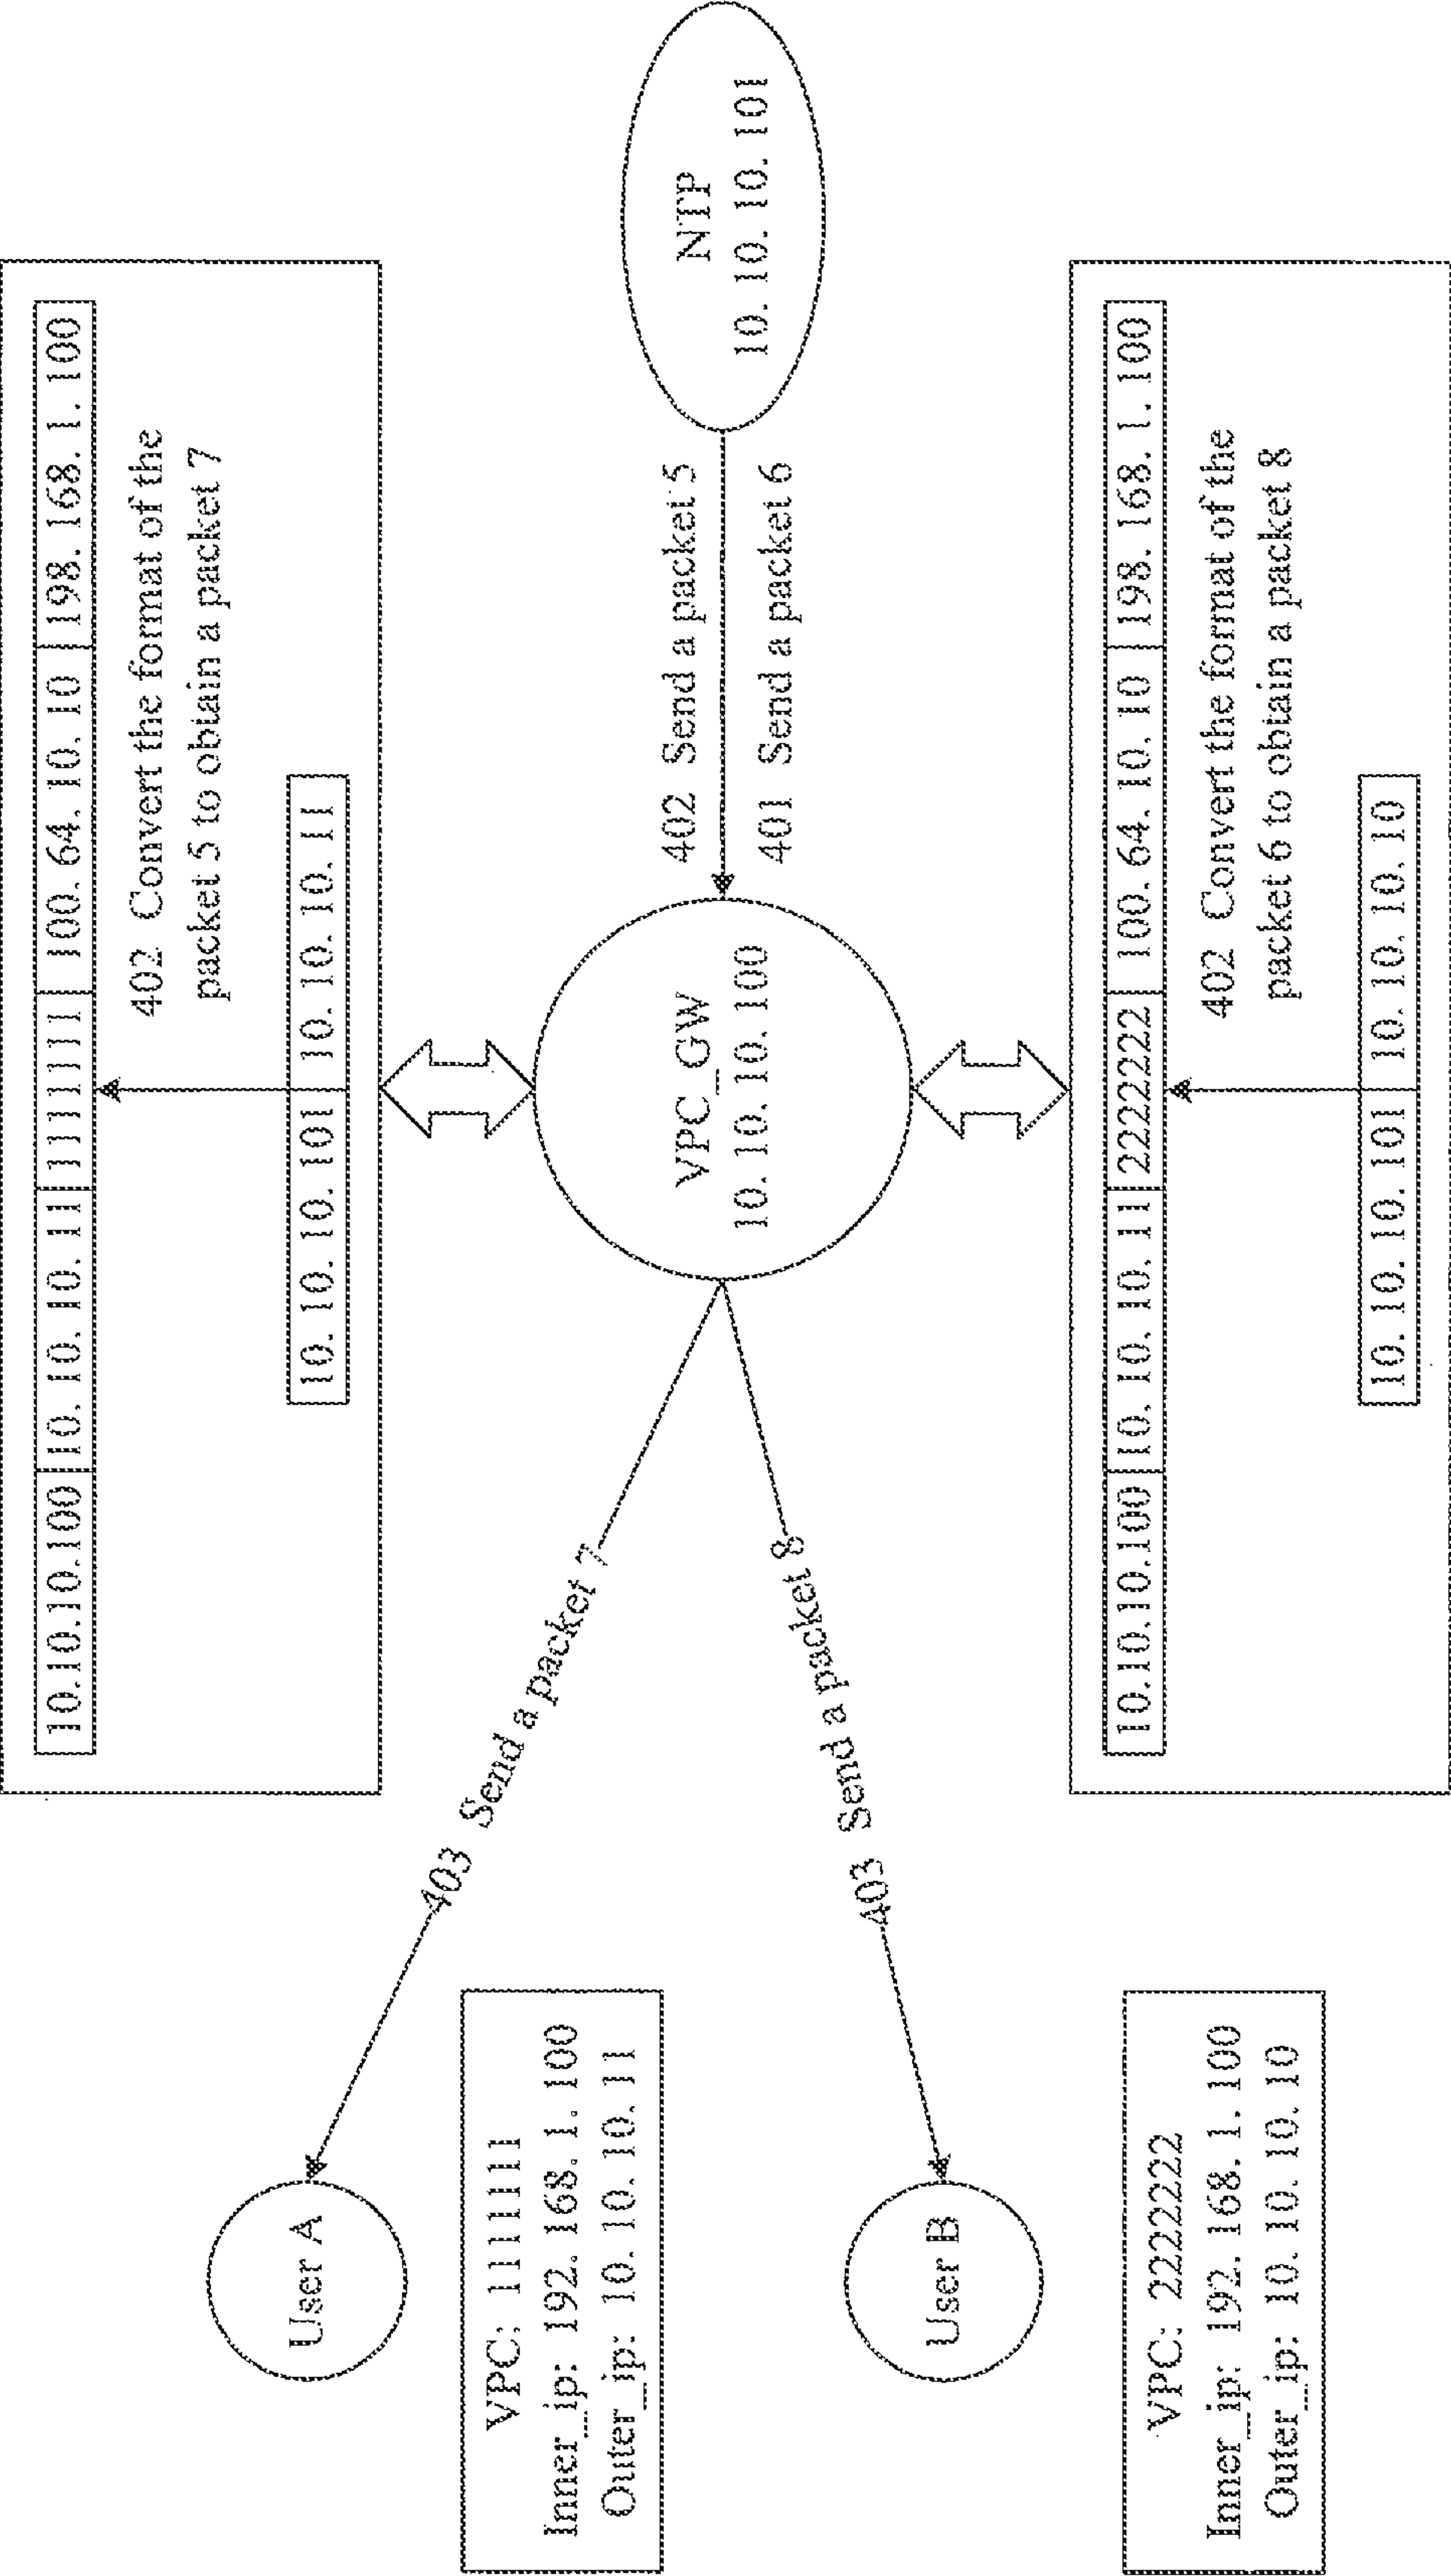 10.10.10.100 10. 10. 10. 11 1111111 100. 64. 10. 10 198. 168. 1. 100
402 Convert the format of the
packet 5 to obtain a packet 7
10. 10. 10. 101 10. 10. 10. 11
User A
403 Send a packet 7
VPC: 1111111
Inner_ip: 192. 168. 1. 100
Outer_ip: 10. 10. 10. 11
VPC_GW
10. 10. 10. 100
402 Send a packet 5
401 Send a packet 6
NTP
10. 10. 10. 101
403 Send a packet 8
User B
10.10.10.100 10. 10. 10. 11 2222222 100. 64. 10. 10 198. 168. 1. 100
402 Convert the format of the
packet 6 to obtain a packet 8
10. 10. 10. 101 10. 10. 10. 10
VPC: 2222222
Inner_ip: 192. 168. 1. 100
Outer_ip: 10. 10. 10. 10